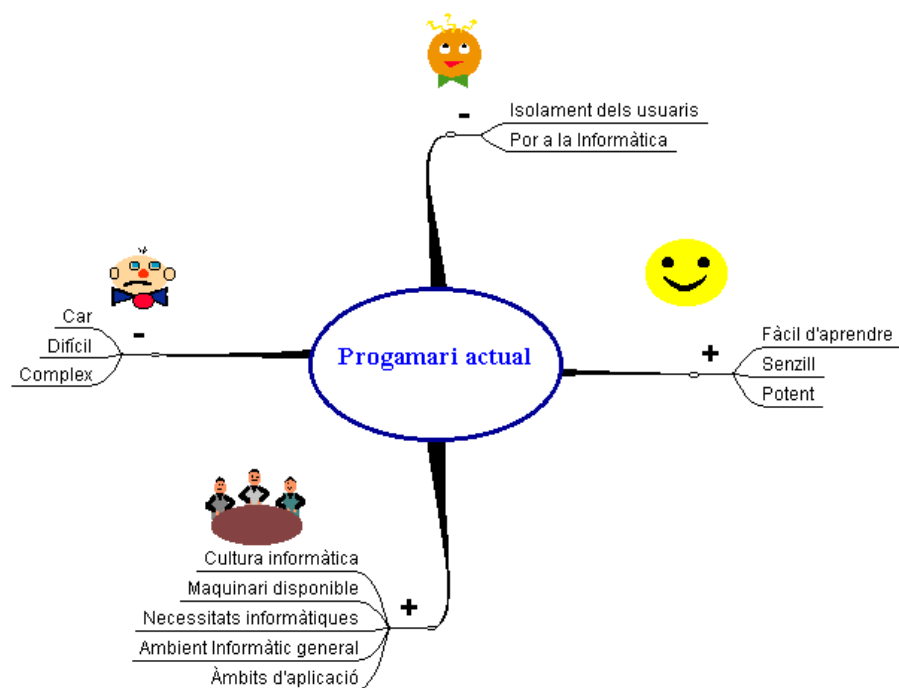 -
Isolament dels usuaris
Por a la Informàtica
Car
Difícil
Complex
-
Progamari actual
+
Fàcil d'aprendre
Senzill
Potent
Cultura informàtica
Maquinari disponible
Necessitats informàtiques
Ambient Informàtic general
Àmbits d'aplicació
+